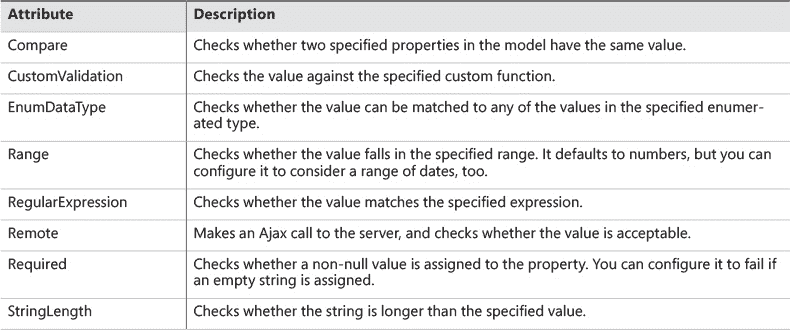 Attribute Description
Compare Checks whether two specified properties in the model have the same value.
CustomValidation Checks the value against the specified custom function.
EnumDataType Checks whether the value can be matched to any of the values in the specified enumer-
ated type.
Range Checks whether the value falls in the specified range. It defaults to numbers, but you can
configure it to consider a range of dates, too.
RegularExpression Checks whether the value matches the specified expression.
Remote Makes an Ajax call to the server, and checks whether the value is acceptable.
Required Checks whether a non-null value is assigned to the property. You can configure it to fail if
an empty string is assigned.
StringLength Checks whether the string is longer than the specified value.